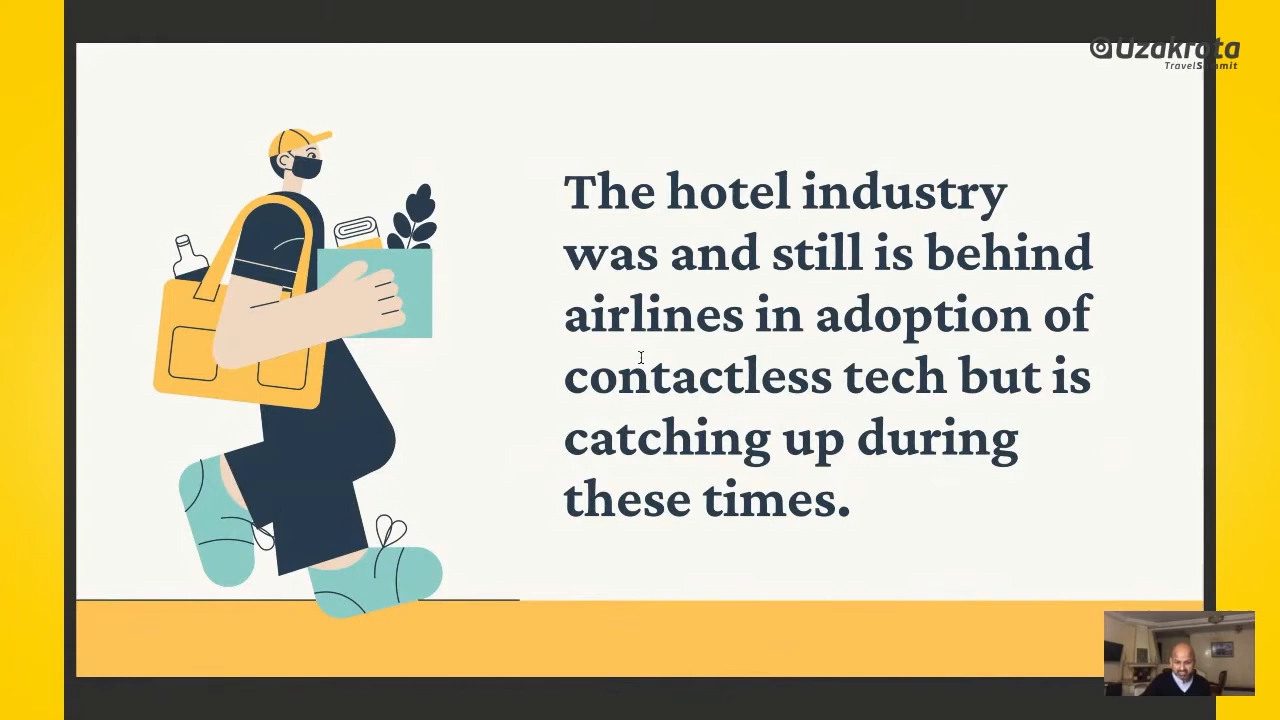 Uzakrota
TravelSummit
The hotel industry
was and still is behind
airlines in adoption of
contactless tech but is
catching up during
these times.